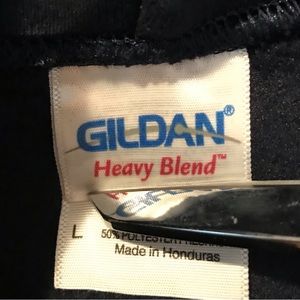 GILDAN®
Heavy Blend™
L
50% POLYESTER
Made in Honduras